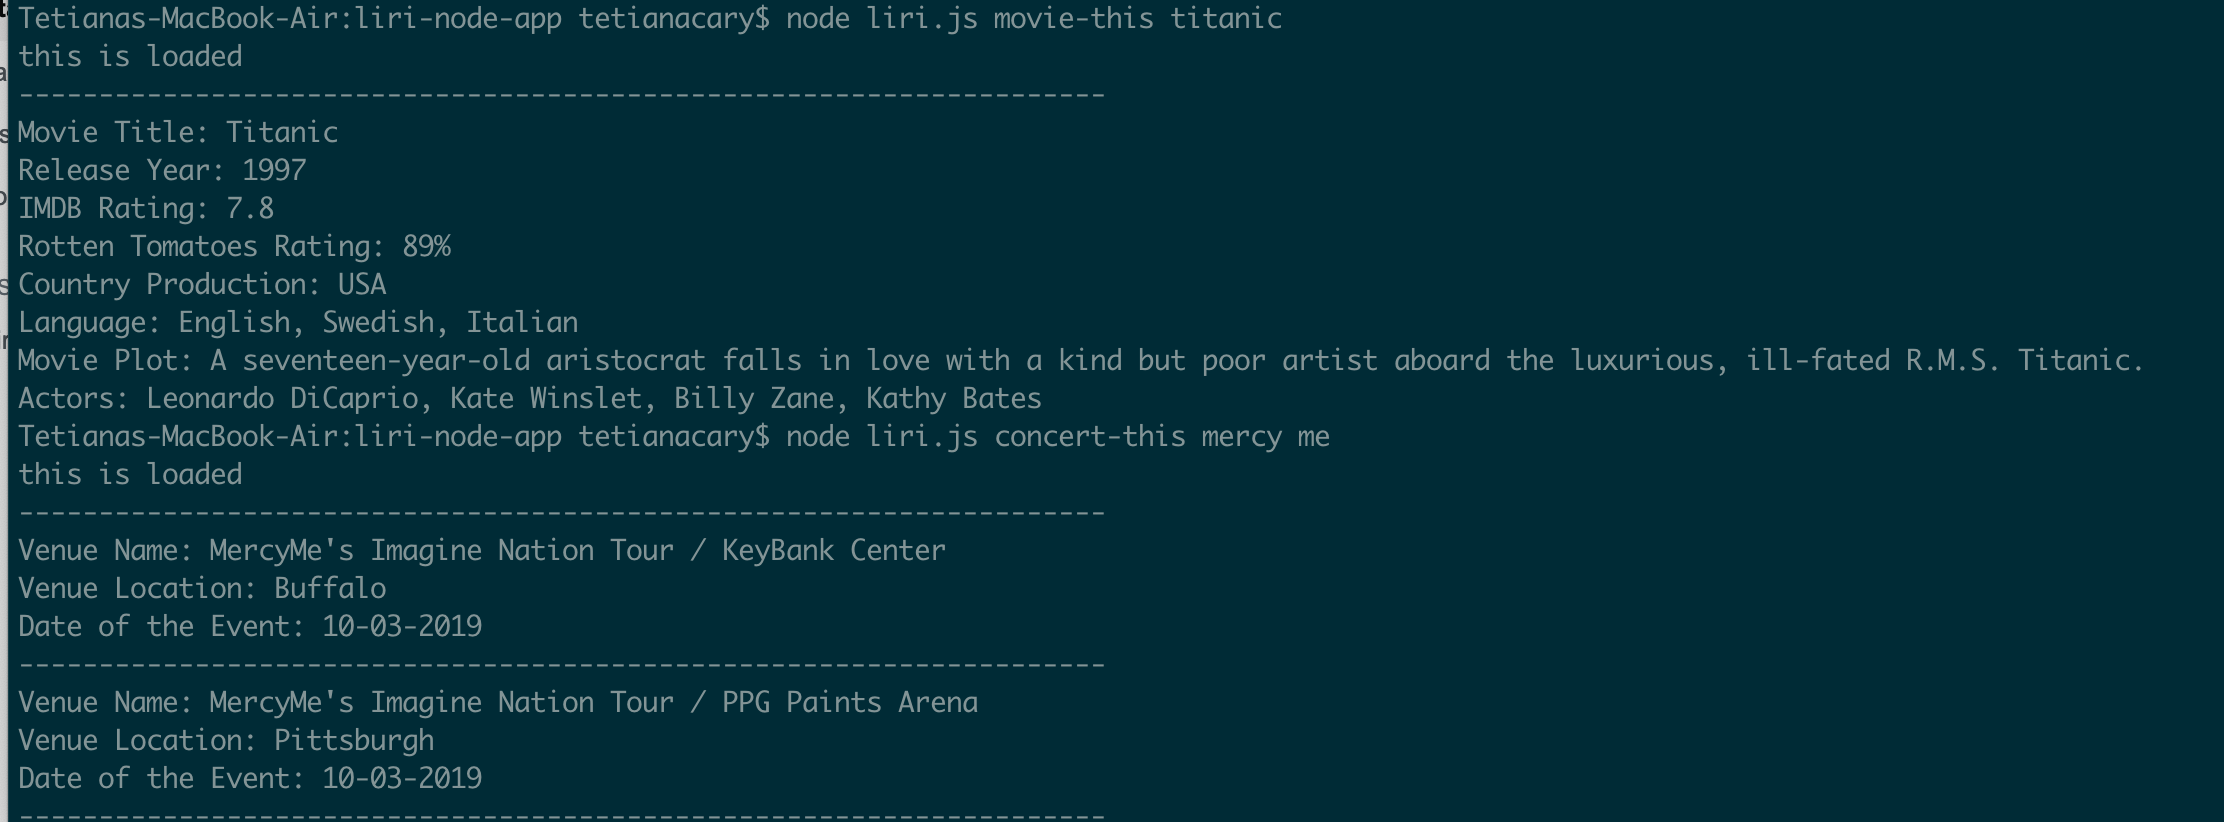 Tetianas-MacBook-Air:liri-node-app tetianacary$ node liri.js movie-this titanic
this is loaded
--------------------------------------------------------------------
Movie Title: Titanic
Release Year: 1997
IMDB Rating: 7.8
Rotten Tomatoes Rating: 89%
Country Production: USA
Language: English, Swedish, Italian
Movie Plot: A seventeen-year-old aristocrat falls in love with a kind but poor artist aboard the luxurious, ill-fated R.M.S. Titanic.
Actors: Leonardo DiCaprio, Kate Winslet, Billy Zane, Kathy Bates
Tetianas-MacBook-Air:liri-node-app tetianacary$ node liri.js concert-this mercy me
this is loaded
--------------------------------------------------------------------
Venue Name: MercyMe's Imagine Nation Tour / KeyBank Center
Venue Location: Buffalo
Date of the Event: 10-03-2019
--------------------------------------------------------------------
Venue Name: MercyMe's Imagine Nation Tour / PPG Paints Arena
Venue Location: Pittsburgh
Date of the Event: 10-03-2019
--------------------------------------------------------------------